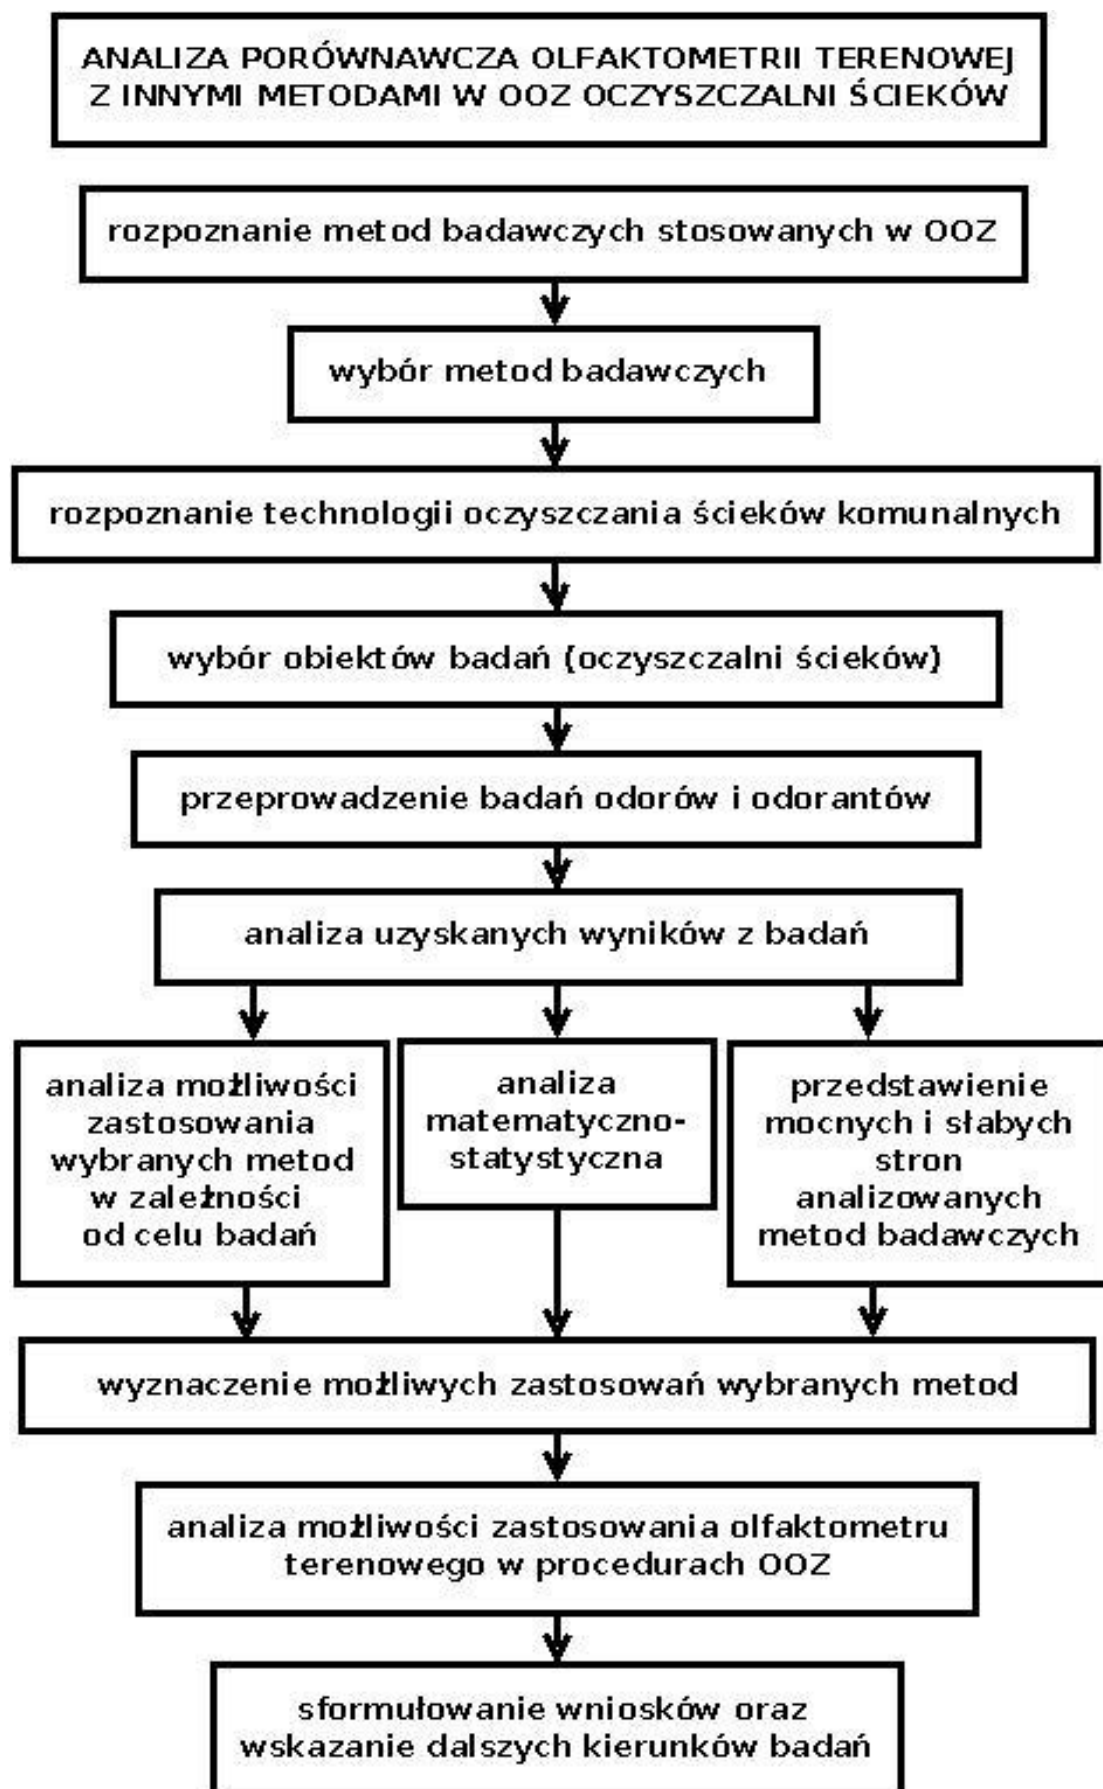 ANALIZA PORÓWNAWCZA OLFAKTOMETRII TERENOWEJ
Z INNYMI METODAMI W OOZ OCZYSZCZALNI ŚCIEKÓW
rozpoznanie metod badawczych stosowanych w OOZ
wybór metod badawczych
rozpoznanie technologii oczyszczania ścieków komunalnych
wybór obiektów badań (oczyszczalni ścieków)
przeprowadzenie badań odorów i odorantów
analiza uzyskanych wyników z badań
analiza możliwości
zastosowania
wybranych metod
w zależności
od celu badań
analiza
matematyczno-
statystyczna
przedstawienie
mocnych i słabych
stron
analizowanych
metod badawczych
wyznaczenie możliwych zastosowań wybranych metod
analiza możliwości zastosowania olfaktometru
terenowego w procedurach OOZ
sformułowanie wniosków oraz
wskazanie dalszych kierunków badań